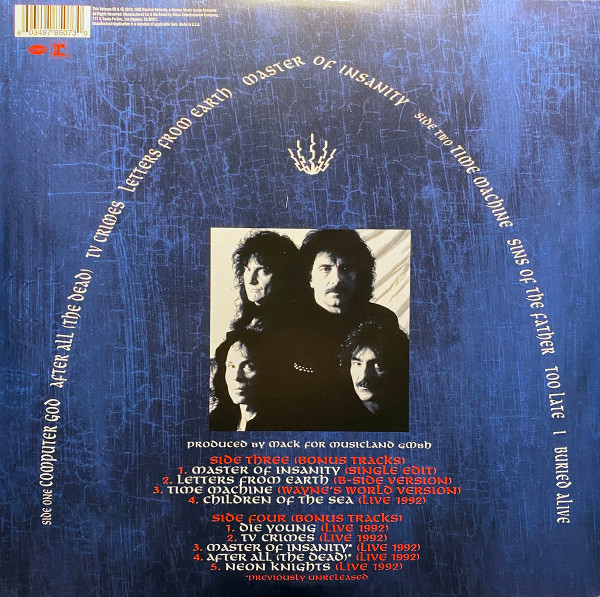 6 03497 85073 0
SIDE ONE COMPUTER GOD AFTER ALL (THE DEAD) TV CRIMES LETTERS FROM EARTH MASTER OF INSANITY
SIDE TWO TIME MACHINE SINS OF THE FATHER TOO LATE I BURIED ALIVE
PRODUCED BY MACK FOR MUSICLAND GMBH
SIDE THREE (BONUS TRACKS)
1. MASTER OF INSANITY (SINGLE EDIT)
2. LETTERS FROM EARTH (B-SIDE VERSION)
3. TIME MACHINE (WAYNE'S WORLD VERSION)
4. CHILDREN OF THE SEA (LIVE 1992)
SIDE FOUR (BONUS TRACKS)
1. DIE YOUNG (LIVE 1992)
2. TV CRIMES (LIVE 1992)
3. MASTER OF INSANITY* (LIVE 1992)
4. AFTER ALL (THE DEAD)* (LIVE 1992)
5. NEON KNIGHTS (LIVE 1992)
*PREVIOUSLY UNRELEASED